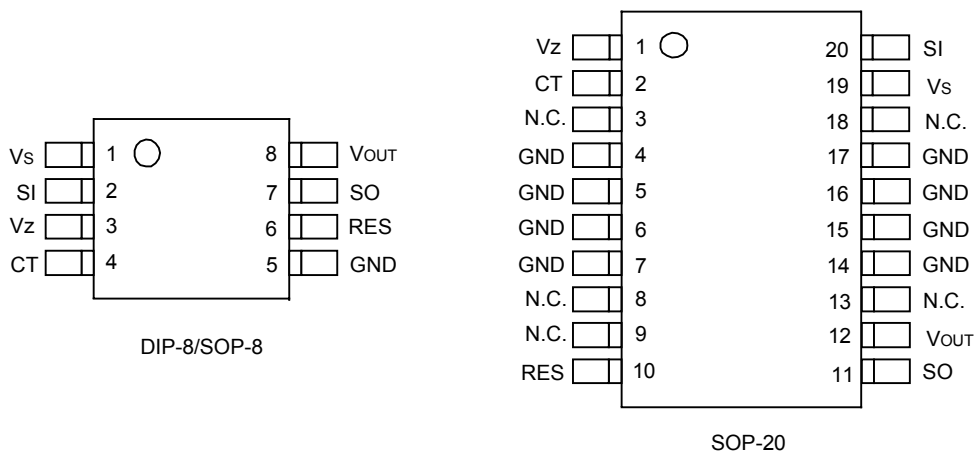 Vs 1 8 VOUT
SI 2 7 SO
Vz 3 6 RES
CT 4 5 GND
DIP-8/SOP-8
Vz 1 20 SI
CT 2 19 Vs
N.C. 3 18 N.C.
GND 4 17 GND
GND 5 16 GND
GND 6 15 GND
GND 7 14 GND
N.C. 8 13 N.C.
N.C. 9 12 VOUT
RES 10 11 SO
SOP-20